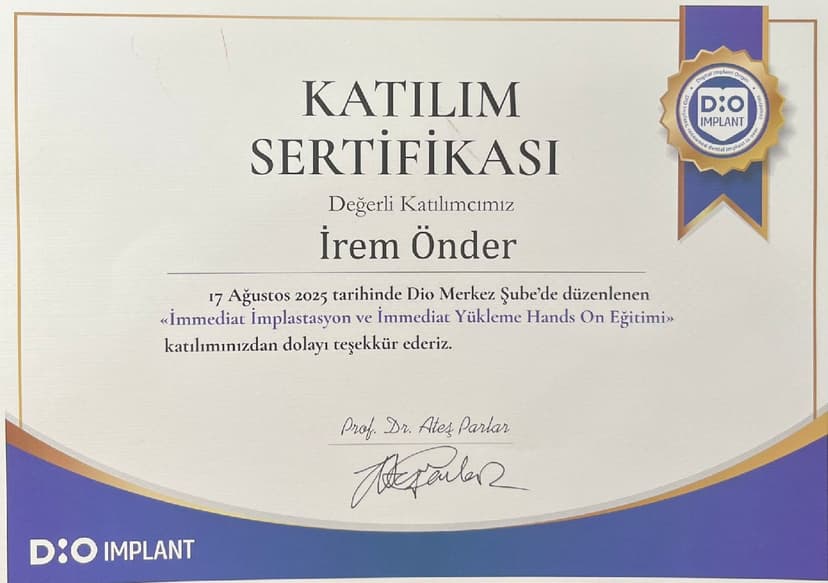 KATILIM
SERTİFİKASI
Değerli Katılımcımız
İrem Önder
17 Ağustos 2025 tarihinde Dio Merkez Şube’de düzenlenen
«İmmediat İmplastasyon ve İmmediat Yükleme Hands On Eğitimi»
katılımınızdan dolayı teşekkür ederiz.
Prof. Dr. Ateş Parlar
DIO IMPLANT
DIO
IMPLANT